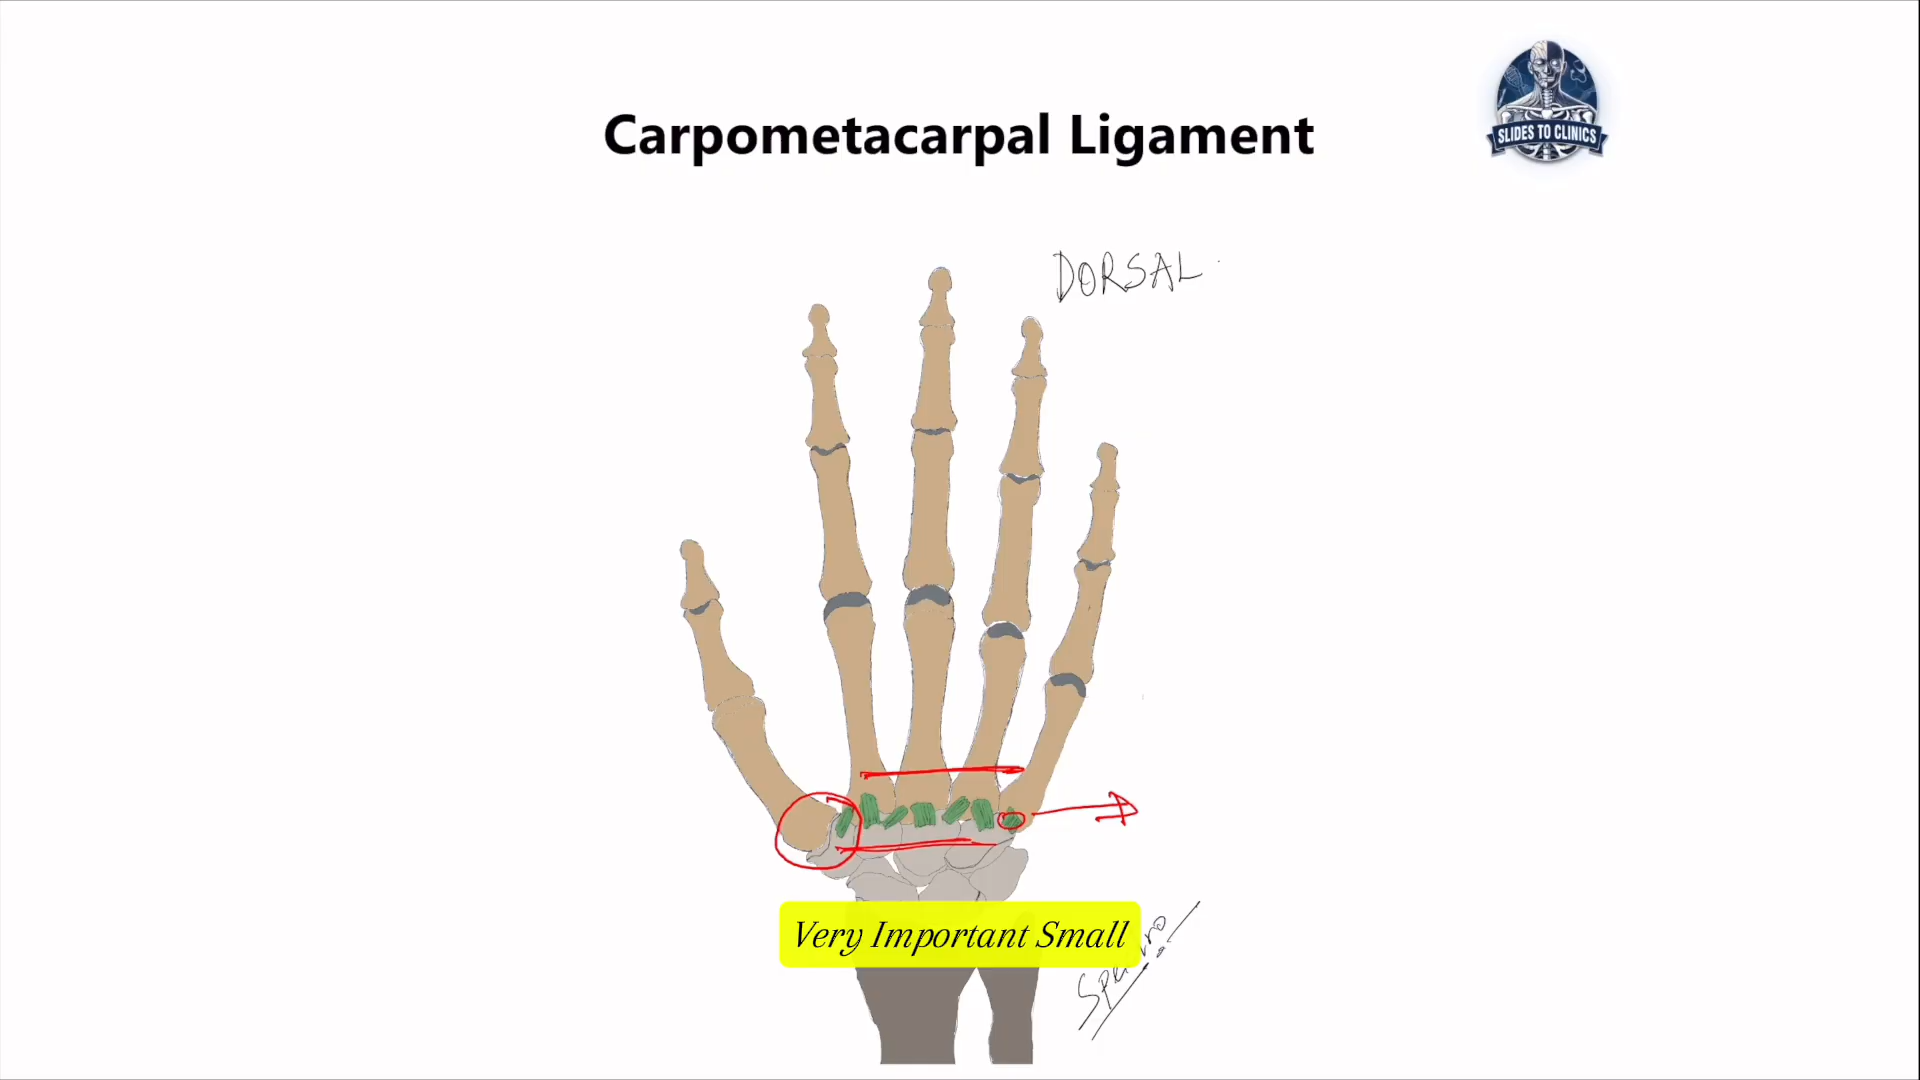 Carpometacarpal Ligament
SLIDES TO CLINICS
DORSAL
Very Important Small